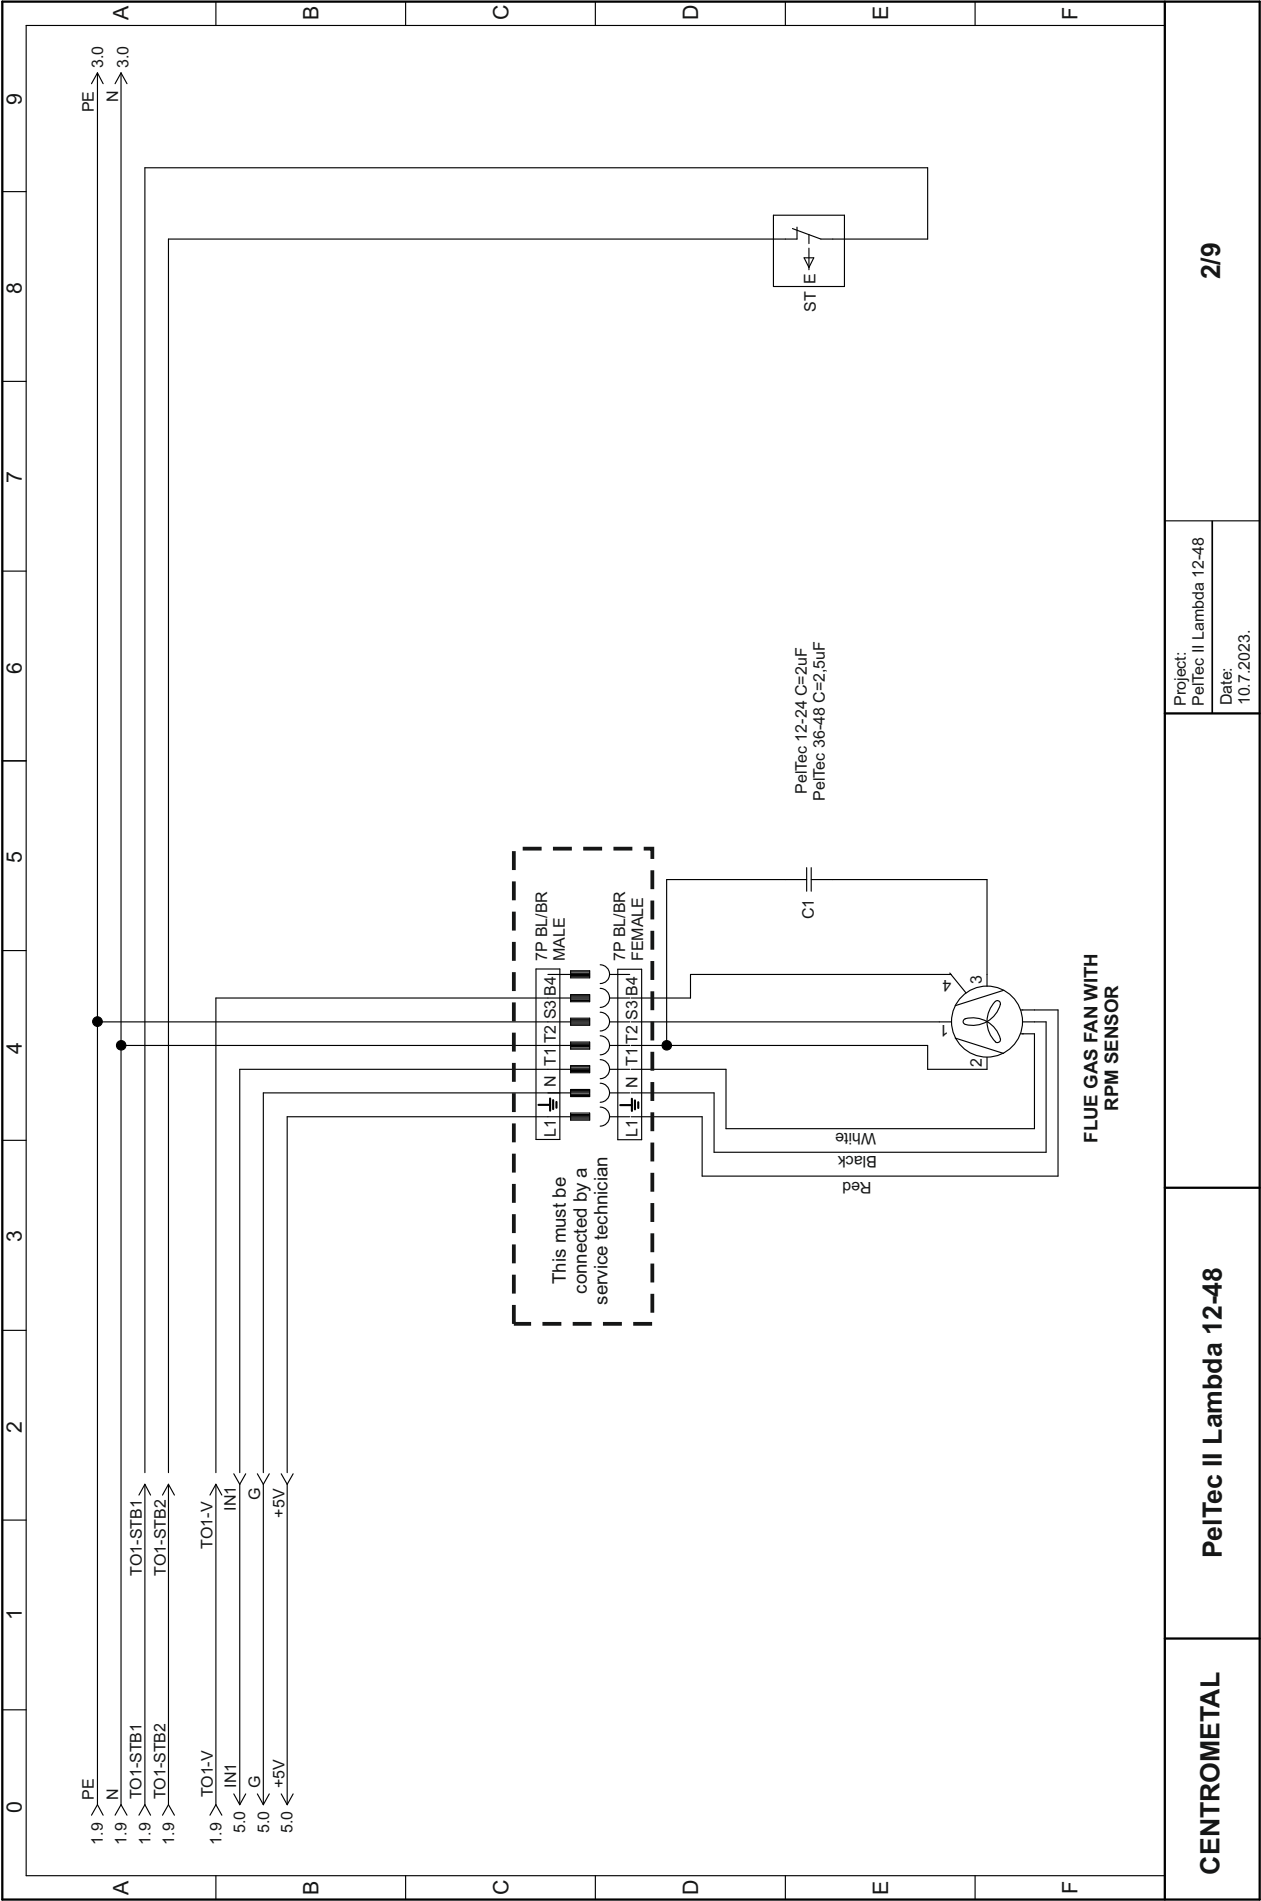 0 1 2 3 4 5 6 7 8 9
A
B
C
D
E
F
A
B
C
D
E
F
1.9 PE
1.9 N
1.9 TO1-STB1
1.9 TO1-STB2
1.9 TO1-V
5.0 IN1
5.0 G
5.0 +5V
TO1-STB1
TO1-STB2
TO1-V
IN1
G
+5V
PE 3.0
N 3.0
This must be
connected by a
service technician
L1 N T1 T2 S3 B4
7P BL/BR
MALE
L1 N T1 T2 S3 B4
7P BL/BR
FEMALE
Red
Black
White
C1
PelTec 12-24 C=2uF
PelTec 36-48 C=2,5uF
ST E
1
2
3
4
FLUE GAS FAN WITH
RPM SENSOR
CENTROMETAL
PelTec II Lambda 12-48
Project:
PelTec II Lambda 12-48
Date:
10.7.2023.
2/9